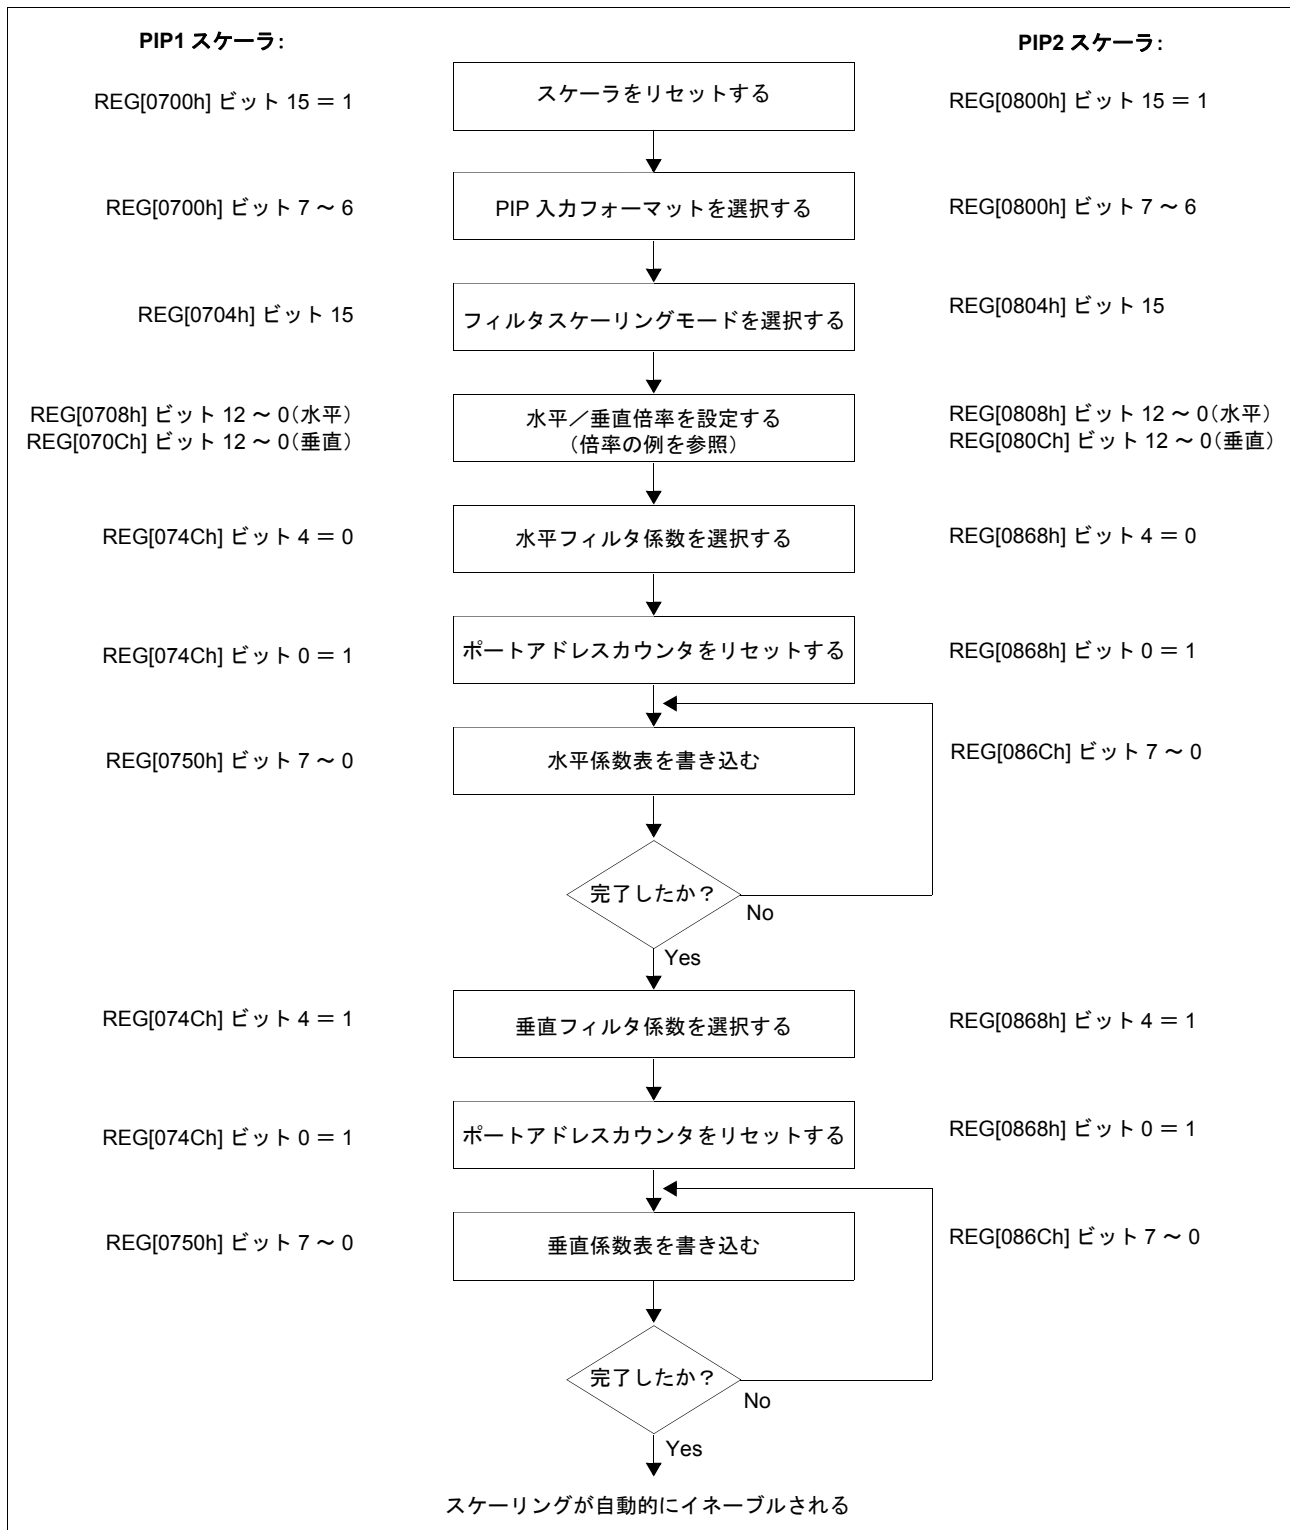 PIP1 スケーラ:
PIP2 スケーラ:
REG[0700h] ビット 15 = 1
スケーラをリセットする
REG[0800h] ビット 15 = 1
REG[0700h] ビット 7 ～ 6
PIP 入力フォーマットを選択する
REG[0800h] ビット 7 ～ 6
REG[0704h] ビット 15
フィルタスケーリングモードを選択する
REG[0804h] ビット 15
REG[0708h] ビット 12 ～ 0(水平)
REG[070Ch] ビット 12 ～ 0(垂直)
水平／垂直倍率を設定する
(倍率の例を参照)
REG[0808h] ビット 12 ～ 0(水平)
REG[080Ch] ビット 12 ～ 0(垂直)
REG[074Ch] ビット 4 = 0
水平フィルタ係数を選択する
REG[0868h] ビット 4 = 0
REG[074Ch] ビット 0 = 1
ポートアドレスカウンタをリセットする
REG[0868h] ビット 0 = 1
REG[0750h] ビット 7 ～ 0
水平係数表を書き込む
REG[086Ch] ビット 7 ～ 0
完了したか？
No
Yes
REG[074Ch] ビット 4 = 1
垂直フィルタ係数を選択する
REG[0868h] ビット 4 = 1
REG[074Ch] ビット 0 = 1
ポートアドレスカウンタをリセットする
REG[0868h] ビット 0 = 1
REG[0750h] ビット 7 ～ 0
垂直係数表を書き込む
REG[086Ch] ビット 7 ～ 0
完了したか？
No
Yes
スケーリングが自動的にイネーブルされる